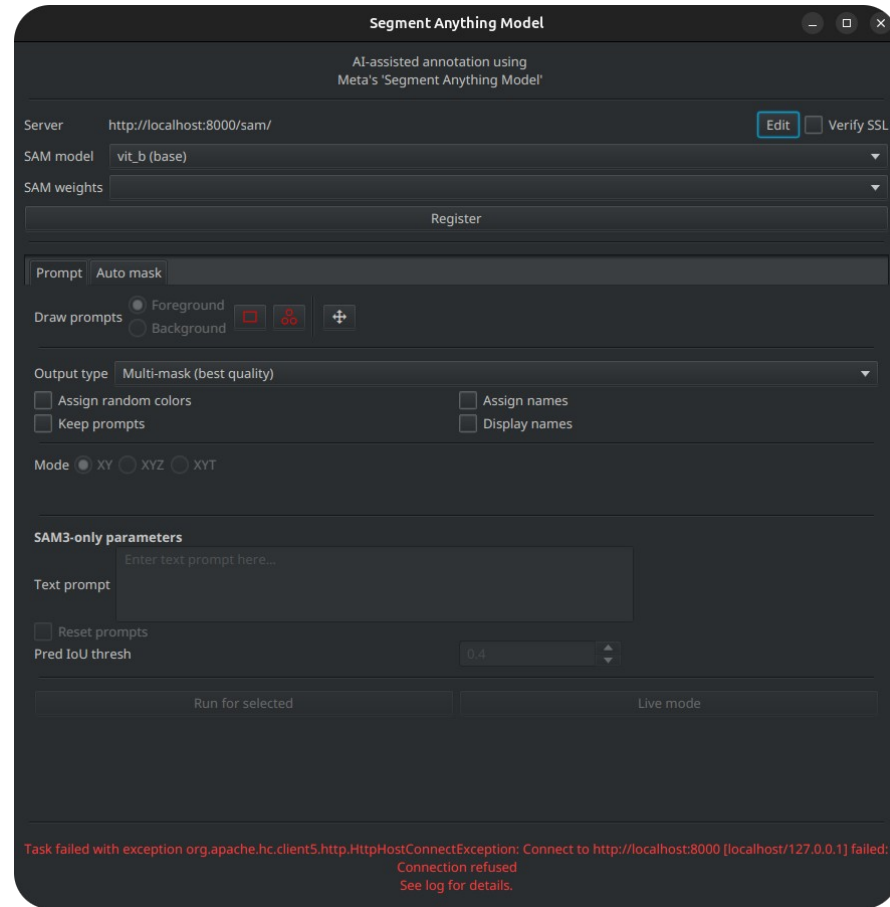 Segment Anything Model
AI-assisted annotation using
Meta's 'Segment Anything Model'
Server http://localhost:8000/sam/ Edit Verify SSL
SAM model vit_b (base)
SAM weights
Register
Prompt Auto mask
Draw prompts Foreground
Background
Output type Multi-mask (best quality)
Assign random colors Assign names
Keep prompts Display names
Mode XY XYZ XYT
SAM3-only parameters
Enter text prompt here...
Text prompt
Reset prompts
Pred IoU thresh 0.4
Run for selected Live mode
Task failed with exception org.apache.hc.client5.http.HttpHostConnectException: Connect to http://localhost:8000 [localhost/127.0.0.1] failed:
Connection refused
See log for details.